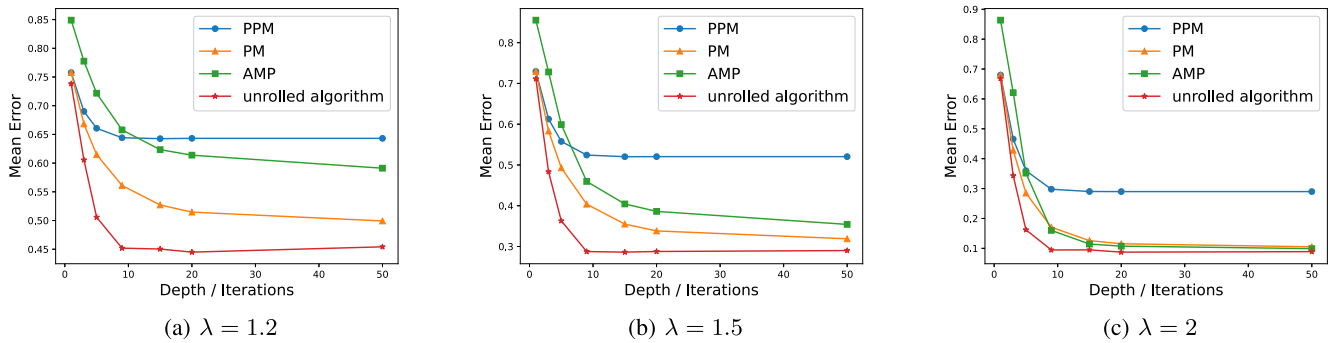 0.85
0.80
0.75
0.70
0.65
0.60
0.55
0.50
0.45
Mean Error
0 10 20 30 40 50
Depth / Iterations
PPM
PM
AMP
unrolled algorithm
(a) λ = 1.2
0.8
0.7
0.6
0.5
0.4
0.3
Mean Error
0 10 20 30 40 50
Depth / Iterations
PPM
PM
AMP
unrolled algorithm
(b) λ = 1.5
0.9
0.8
0.7
0.6
0.5
0.4
0.3
0.2
0.1
Mean Error
0 10 20 30 40 50
Depth / Iterations
PPM
PM
AMP
unrolled algorithm
(c) λ = 2